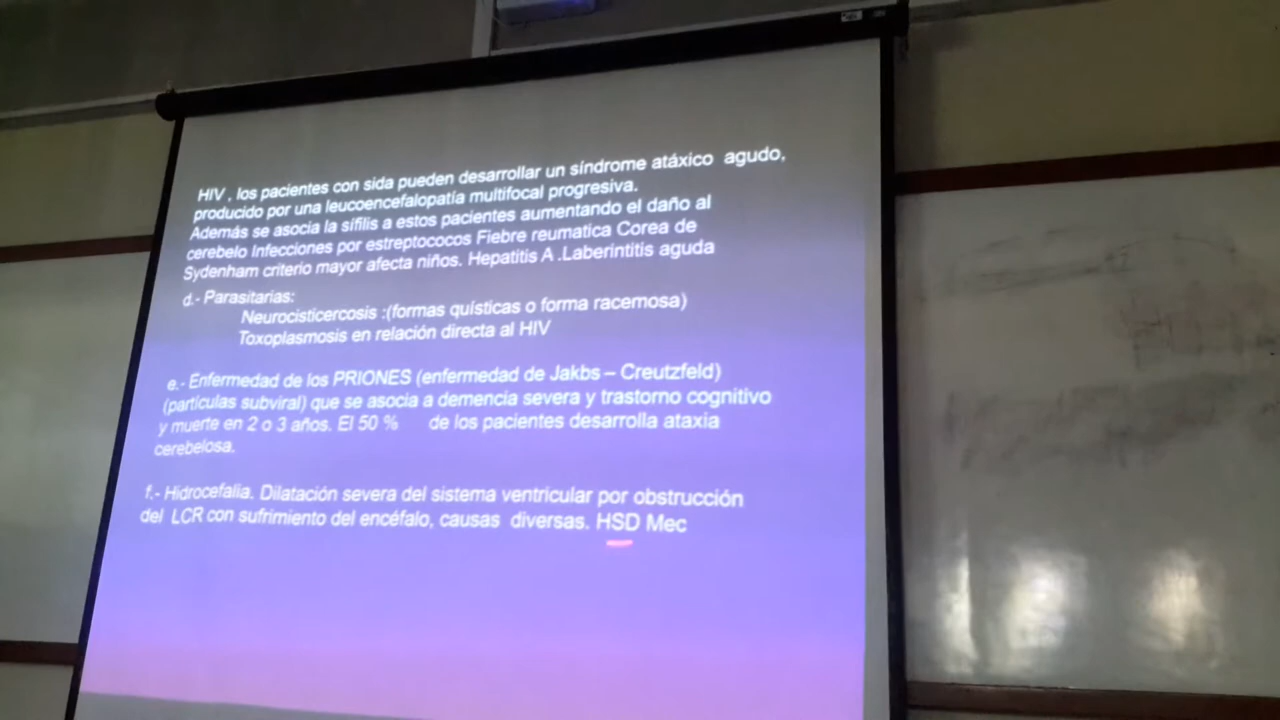 HIV , los pacientes con sida pueden desarrollar un síndrome atáxico agudo,
producido por una leucoencefalopatía multifocal progresiva.
Además se asocia la sífilis a estos pacientes aumentando el daño al
cerebelo Infecciones por estreptococos Fiebre reumatica Corea de
Sydenham criterio mayor afecta niños. Hepatitis A .Laberintitis aguda
d.- Parasitarias:
Neurocisticercosis :(formas quísticas o forma racemosa)
Toxoplasmosis en relación directa al HIV
e.- Enfermedad de los PRIONES (enfermedad de Jakbs – Creutzfeld)
(partículas subviral) que se asocia a demencia severa y trastorno cognitivo
y muerte en 2 o 3 años. El 50 % de los pacientes desarrolla ataxia
cerebelosa.
f.- Hidrocefalia. Dilatación severa del sistema ventricular por obstrucción
del LCR con sufrimiento del encéfalo, causas diversas. HSD Mec